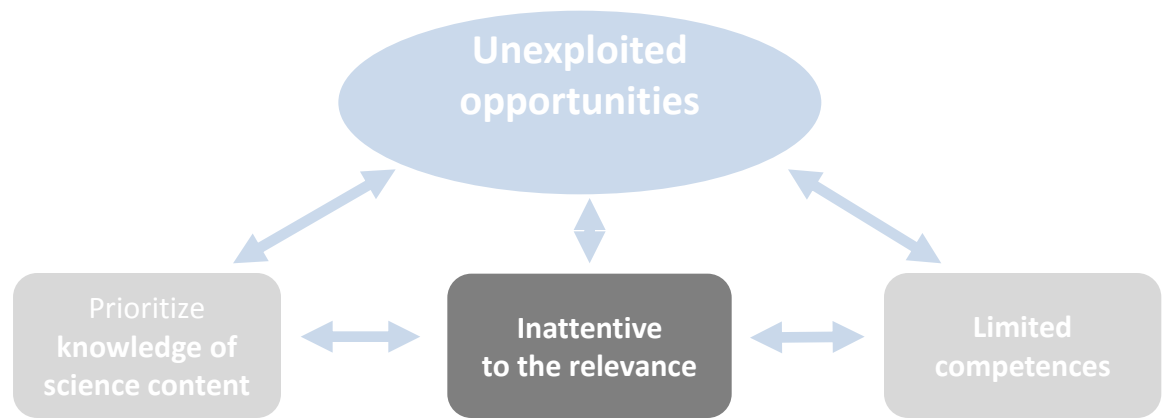 Unexploited
opportunities
Prioritize
knowledge of
science content
Inattentive
to the relevance
Limited
competences